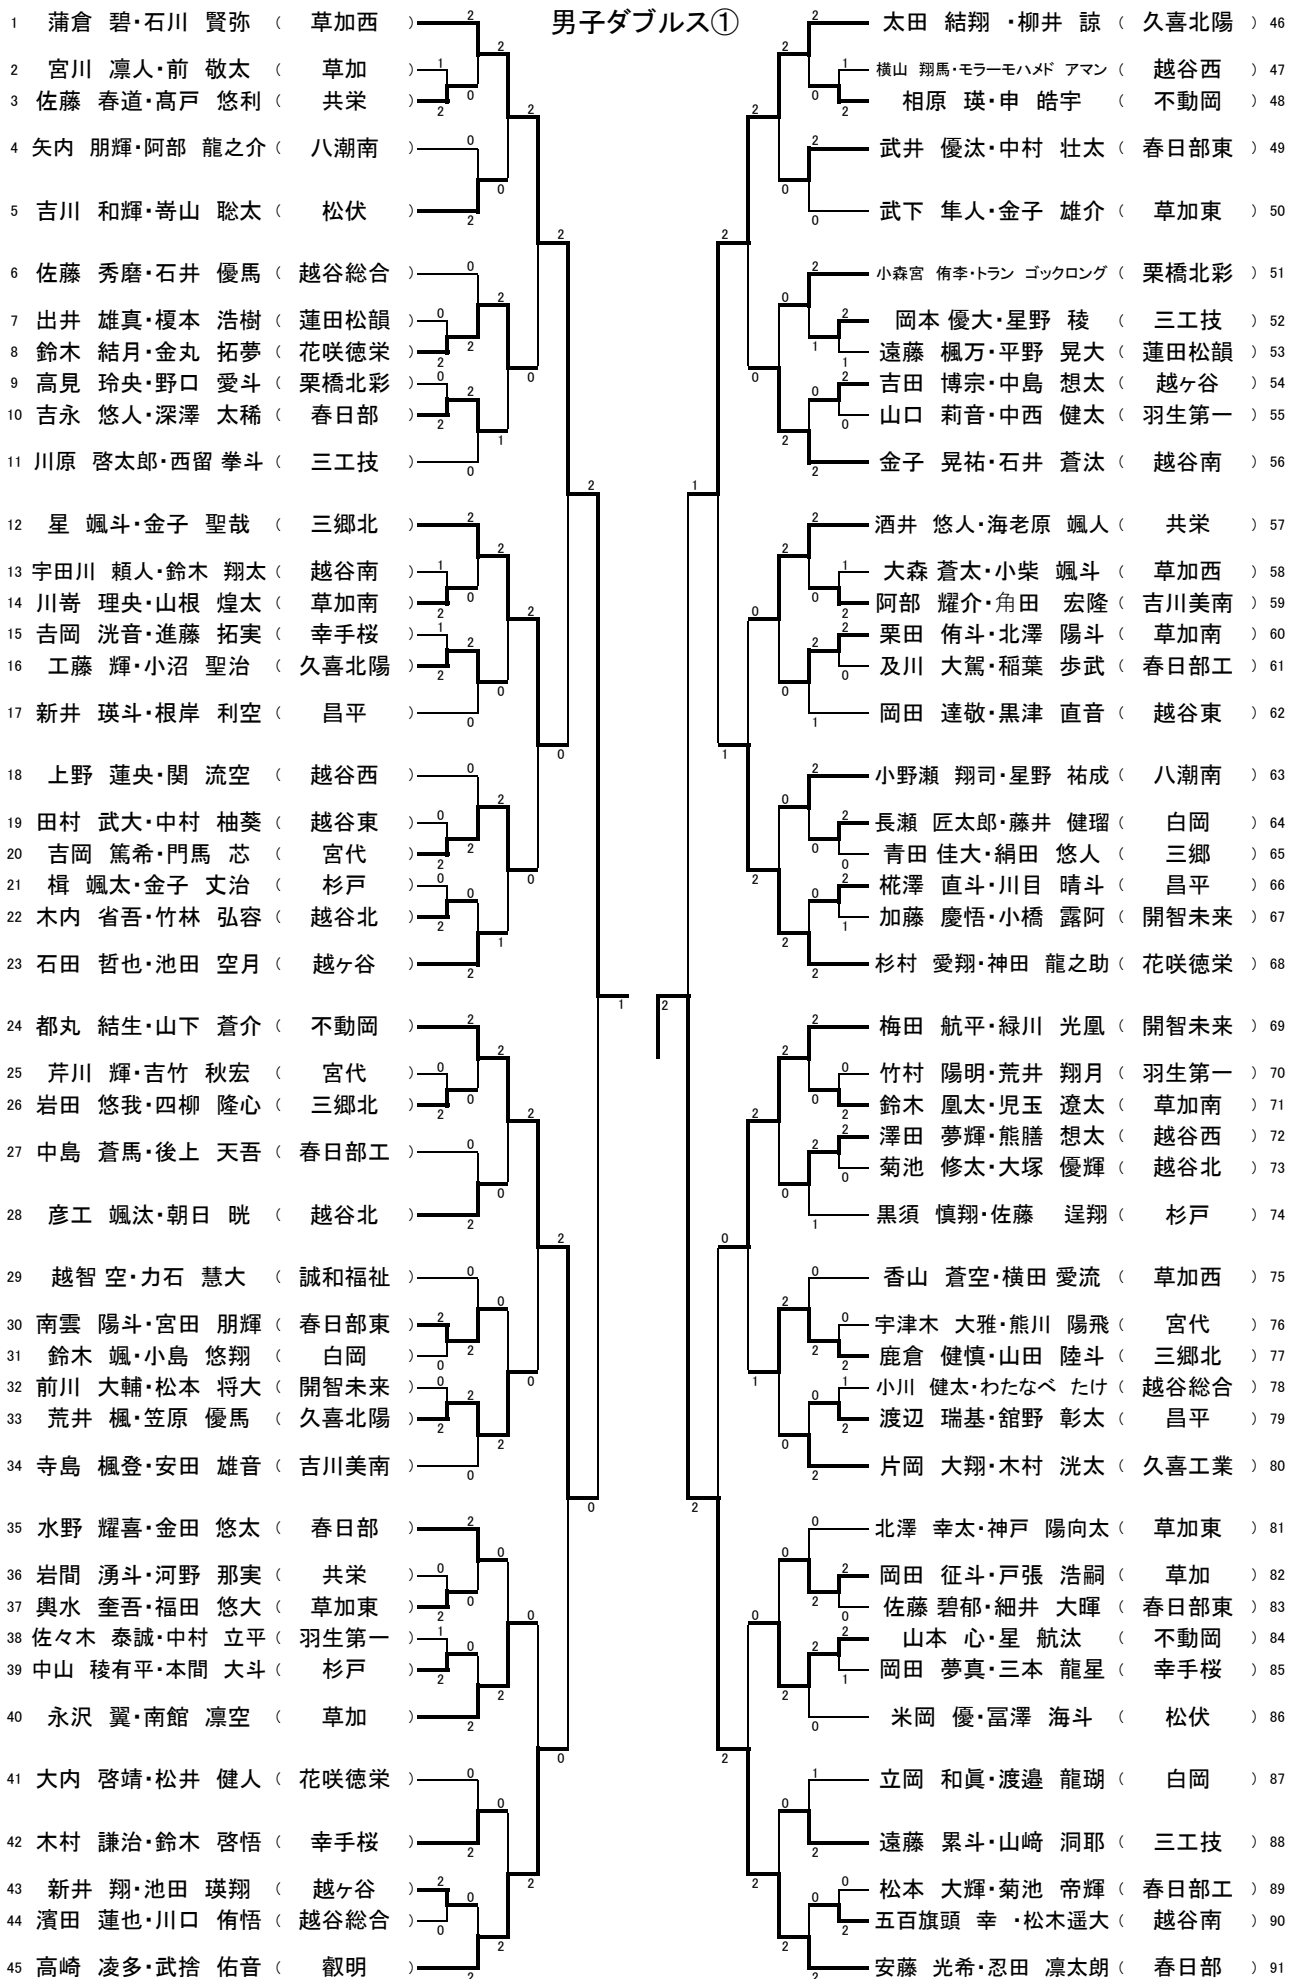 男子ダブルス①
1 蒲倉 碧・石川 賢弥 （ 草加西 ）
2 宮川 凛人・前 敬太 （ 草加 ）
3 佐藤 春道・髙戸 悠利 （ 共栄 ）
4 矢内 朋輝・阿部 龍之介 （ 八潮南 ）
5 吉川 和輝・嵜山 聡太 （ 松伏 ）
6 佐藤 秀磨・石井 優馬 （ 越谷総合 ）
7 出井 雄真・榎本 浩樹 （ 蓮田松韻 ）
8 鈴木 結月・金丸 拓夢 （ 花咲徳栄 ）
9 高見 玲央・野口 愛斗 （ 栗橋北彩 ）
10 吉永 悠人・深澤 太稀 （ 春日部 ）
11 川原 啓太郎・西留 拳斗 （ 三工技 ）
12 星 颯斗・金子 聖哉 （ 三郷北 ）
13 宇田川 頼人・鈴木 翔太 （ 越谷南 ）
14 川嵜 理央・山根 煌太 （ 草加南 ）
15 吉岡 洸音・進藤 拓実 （ 幸手桜 ）
16 工藤 輝・小沼 聖治 （ 久喜北陽 ）
17 新井 瑛斗・根岸 利空 （ 昌平 ）
18 上野 蓮央・関 流空 （ 越谷西 ）
19 田村 武大・中村 柚葵 （ 越谷東 ）
20 吉岡 篤希・門馬 芯 （ 宮代 ）
21 楫 颯太・金子 丈治 （ 杉戸 ）
22 木内 省吾・竹林 弘容 （ 越谷北 ）
23 石田 哲也・池田 空月 （ 越ヶ谷 ）
24 都丸 結生・山下 蒼介 （ 不動岡 ）
25 芹川 輝・吉竹 秋宏 （ 宮代 ）
26 岩田 悠我・四柳 隆心 （ 三郷北 ）
27 中島 蒼馬・後上 天吾 （ 春日部工 ）
28 彦工 颯汰・朝日 晄 （ 越谷北 ）
29 越智 空・力石 慧大 （ 誠和福祉 ）
30 南雲 陽斗・宮田 朋輝 （ 春日部東 ）
31 鈴木 颯・小島 悠翔 （ 白岡 ）
32 前川 大輔・松本 将大 （ 開智未来 ）
33 荒井 楓・笠原 優馬 （ 久喜北陽 ）
34 寺島 楓登・安田 雄音 （ 吉川美南 ）
35 水野 耀喜・金田 悠太 （ 春日部 ）
36 岩間 湧斗・河野 那実 （ 共栄 ）
37 輿水 奎吾・福田 悠大 （ 草加東 ）
38 佐々木 泰誠・中村 立平 （ 羽生第一 ）
39 中山 稜有平・本間 大斗 （ 杉戸 ）
40 永沢 翼・南館 凛空 （ 草加 ）
41 大内 啓靖・松井 健人 （ 花咲徳栄 ）
42 木村 謙治・鈴木 啓悟 （ 幸手桜 ）
43 新井 翔・池田 瑛翔 （ 越ヶ谷 ）
44 濱田 蓮也・川口 侑悟 （ 越谷総合 ）
45 高崎 凌多・武捨 佑音 （ 叡明 ）
太田 結翔 ・柳井 諒 （ 久喜北陽 ） 46
横山 翔馬・モラーモハメド アマン （ 越谷西 ） 47
相原 瑛・申 皓宇 （ 不動岡 ） 48
武井 優汰・中村 壮太 （ 春日部東 ） 49
武下 隼人・金子 雄介 （ 草加東 ） 50
小森宮 侑李・トラン ゴックロング （ 栗橋北彩 ） 51
岡本 優大・星野 稜 （ 三工技 ） 52
遠藤 楓万・平野 晃大 （ 蓮田松韻 ） 53
吉田 博宗・中島 想太 （ 越ヶ谷 ） 54
山口 莉音・中西 健太 （ 羽生第一 ） 55
金子 晃祐・石井 蒼汰 （ 越谷南 ） 56
酒井 悠人・海老原 颯人 （ 共栄 ） 57
大森 蒼太・小柴 颯斗 （ 草加西 ） 58
阿部 耀介・角田 宏隆 （ 吉川美南 ） 59
栗田 侑斗・北澤 陽斗 （ 草加南 ） 60
及川 大駕・稲葉 歩武 （ 春日部工 ） 61
岡田 達敬・黒津 直音 （ 越谷東 ） 62
小野瀬 翔司・星野 祐成 （ 八潮南 ） 63
長瀬 匠太郎・藤井 健瑠 （ 白岡 ） 64
青田 佳大・絹田 悠人 （ 三郷 ） 65
椛澤 直斗・川目 晴斗 （ 昌平 ） 66
加藤 慶悟・小橋 露阿 （ 開智未来 ） 67
杉村 愛翔・神田 龍之助 （ 花咲徳栄 ） 68
梅田 航平・緑川 光凰 （ 開智未来 ） 69
竹村 陽明・荒井 翔月 （ 羽生第一 ） 70
鈴木 凰太・児玉 遼太 （ 草加南 ） 71
澤田 夢輝・熊膳 想太 （ 越谷西 ） 72
菊池 修太・大塚 優輝 （ 越谷北 ） 73
黒須 慎翔・佐藤 逞翔 （ 杉戸 ） 74
香山 蒼空・横田 愛流 （ 草加西 ） 75
宇津木 大雅・熊川 陽飛 （ 宮代 ） 76
鹿倉 健慎・山田 陸斗 （ 三郷北 ） 77
小川 健太・わたなべ たけ （ 越谷総合 ） 78
渡辺 瑞基・舘野 彰太 （ 昌平 ） 79
片岡 大翔・木村 洸太 （ 久喜工業 ） 80
北澤 幸太・神戸 陽向太 （ 草加東 ） 81
岡田 征斗・戸張 浩嗣 （ 草加 ） 82
佐藤 碧郁・細井 大暉 （ 春日部東 ） 83
山本 心・星 航汰 （ 不動岡 ） 84
岡田 夢真・三本 龍星 （ 幸手桜 ） 85
米岡 優・冨澤 海斗 （ 松伏 ） 86
立岡 和眞・渡邉 龍瑚 （ 白岡 ） 87
遠藤 累斗・山﨑 洞耶 （ 三工技 ） 88
松本 大輝・菊池 帝輝 （ 春日部工 ） 89
五百旗頭 幸 ・松木遥大 （ 越谷南 ） 90
安藤 光希・忍田 凛太朗 （ 春日部 ） 91